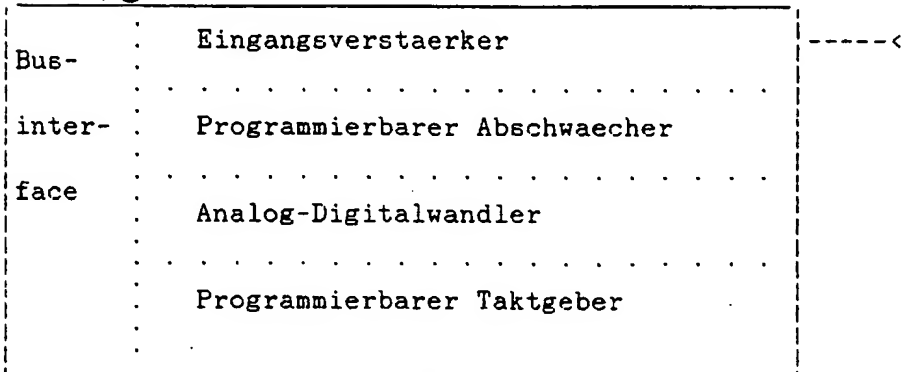 Eingangsverstaerker
Bus-
inter- Programmierbarer Abschwaecher
face
Analog-Digitalwandler
Programmierbarer Taktgeber